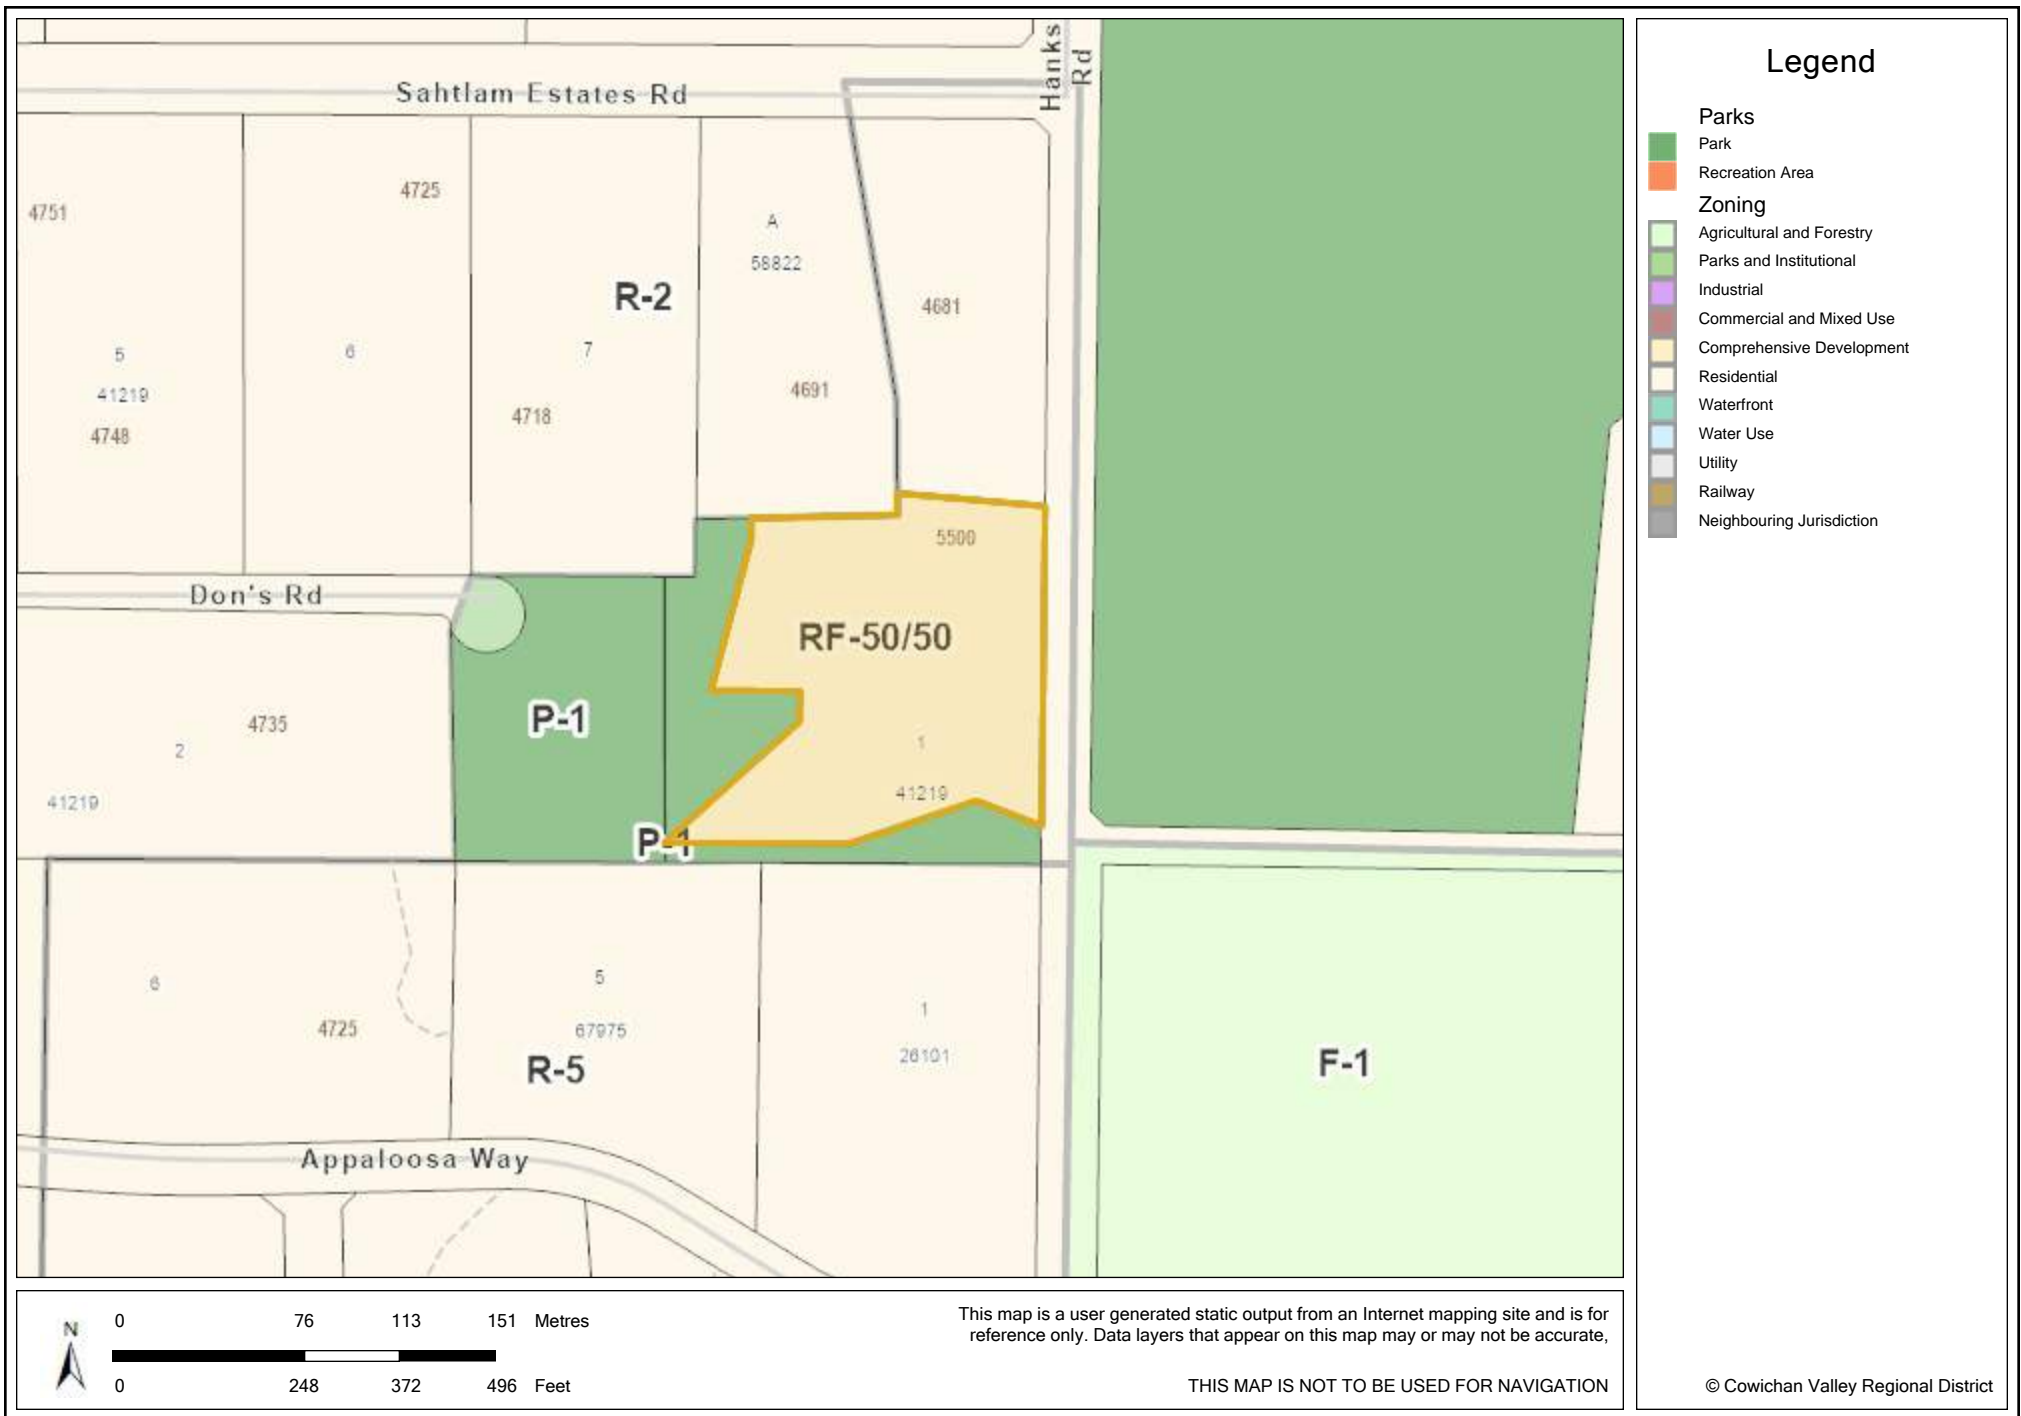 Hanks
Rd
Sahtlam Estates Rd
4751
4725
A
58822
R-2
4681
5
6
7
41219
4691
4748
4718
5500
Don's Rd
RF-50/50
P-1
4735
2
1
41219
41219
P-1
6
5
1
4725
67975
26101
R-5
F-1
Appaloosa Way
Legend
Parks
Park
Recreation Area
Zoning
Agricultural and Forestry
Parks and Institutional
Industrial
Commercial and Mixed Use
Comprehensive Development
Residential
Waterfront
Water Use
Utility
Railway
Neighbouring Jurisdiction
N
0 76 113 151 Metres
0 248 372 496 Feet
This map is a user generated static output from an Internet mapping site and is for
reference only. Data layers that appear on this map may or may not be accurate,
THIS MAP IS NOT TO BE USED FOR NAVIGATION
© Cowichan Valley Regional District